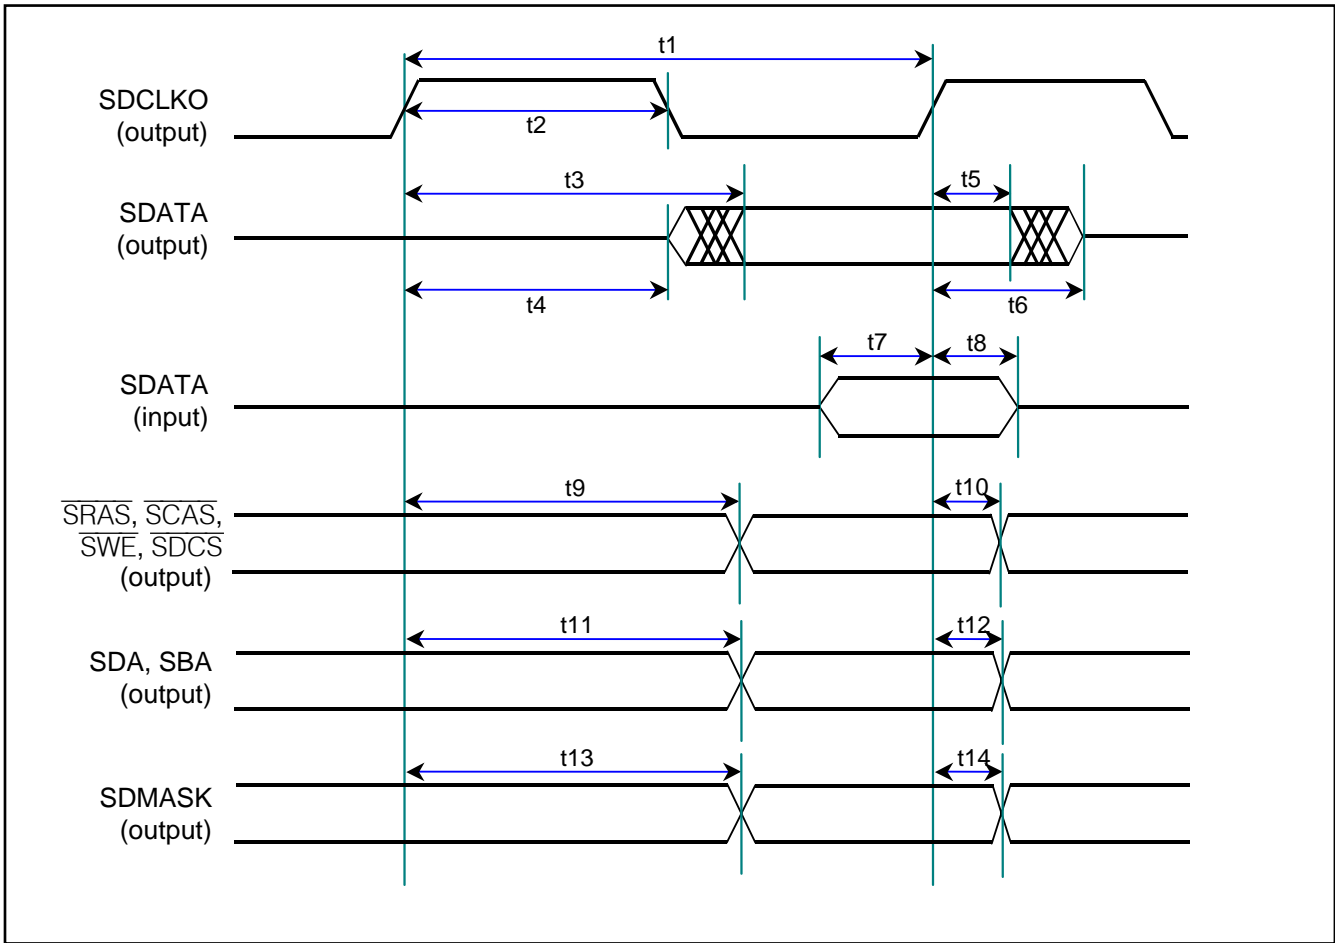 t1
SDCLKO
(output)
t2
t3
t5
SDATA
(output)
t4
t6
t7
t8
SDATA
(input)
t9
t10
SRAS, SCAS,
SWE, SDCS
(output)
t11
t12
SDA, SBA
(output)
t13
t14
SDMASK
(output)